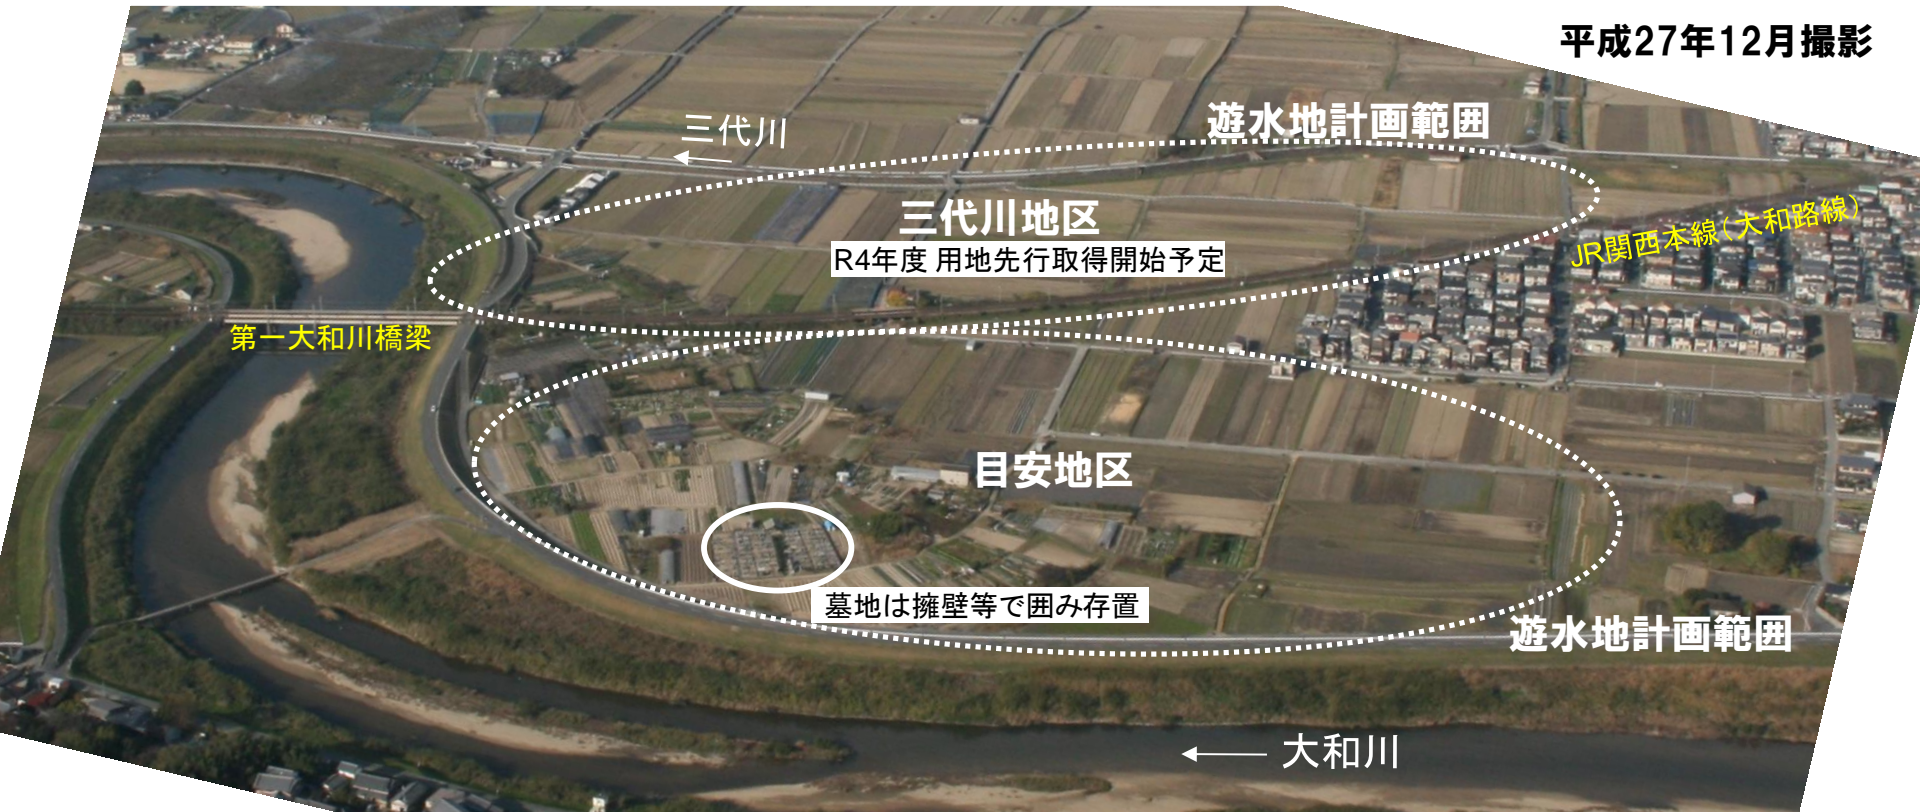 平成27年12月撮影
遊水地計画範囲
三代川
三代川地区
R4年度 用地先行取得開始予定
JR関西本線（大和路線）
第一大和川橋梁
目安地区
墓地は擁壁等で囲み存置
遊水地計画範囲
大和川